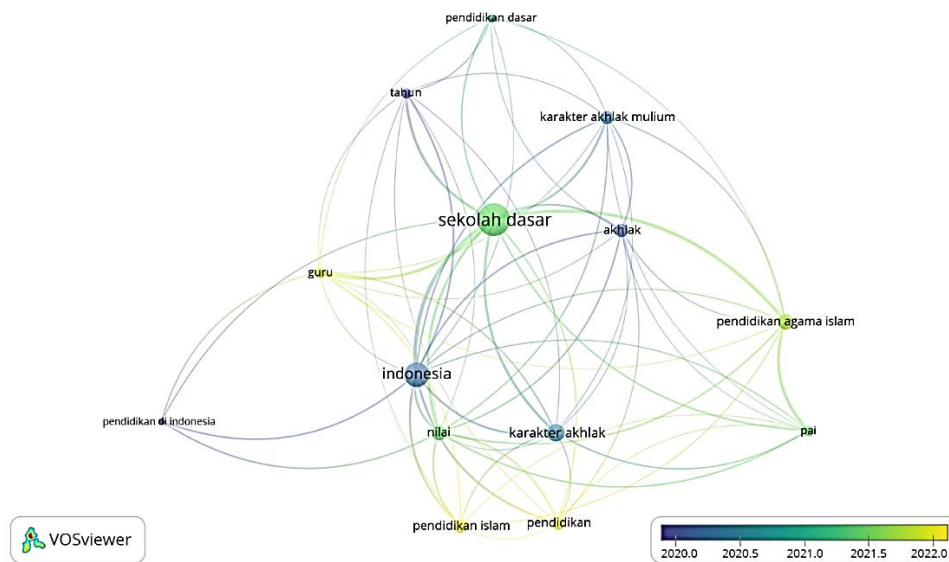 pendidikan dasar
tahun
karakter akhlak mulium
sekolah dasar
akhlak
guru
pendidikan agama islam
indonesia
pendidikan di indonesia
nilai
karakter akhlak
pai
pendidikan islam
pendidikan
VOSviewer
2020.0 2020.5 2021.0 2021.5 2022.0